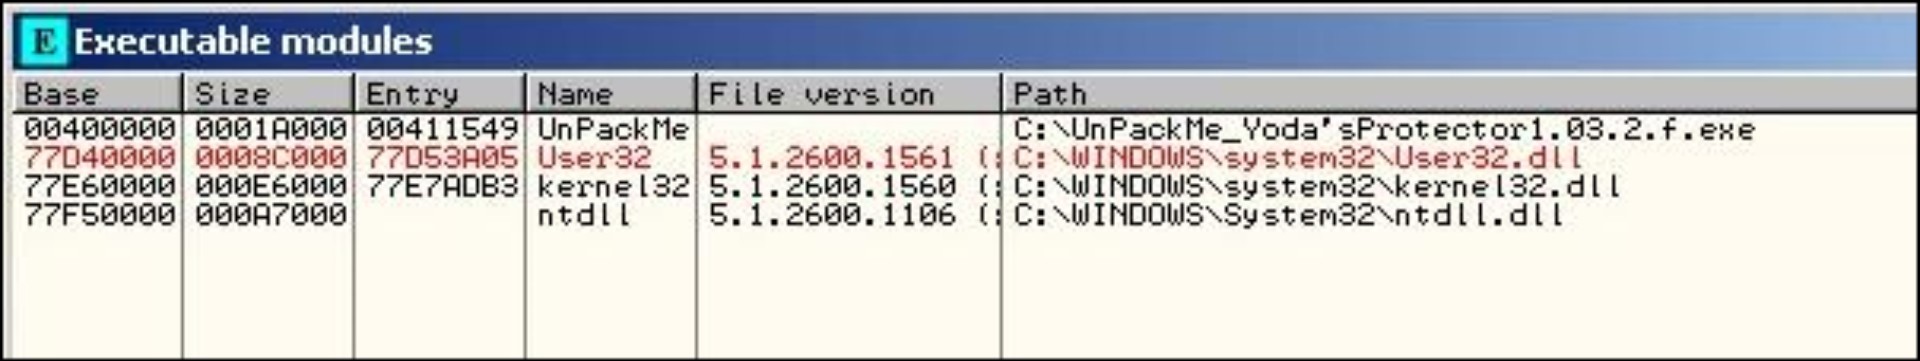 E Executable modules
Base Size Entry Name File version Path
00400000 0001A000 00411549 UnPackMe C:\UnPackMe_Yoda'sProtector1.03.2.f.exe
77D40000 0008C000 77D53A05 User32 5.1.2600.1561 (: C:\WINDOWS\system32\User32.dll
77E60000 000E6000 77E7ADB3 kernel32 5.1.2600.1560 (: C:\WINDOWS\system32\kernel32.dll
77F50000 000A7000 ntdll 5.1.2600.1106 (: C:\WINDOWS\System32\ntdll.dll